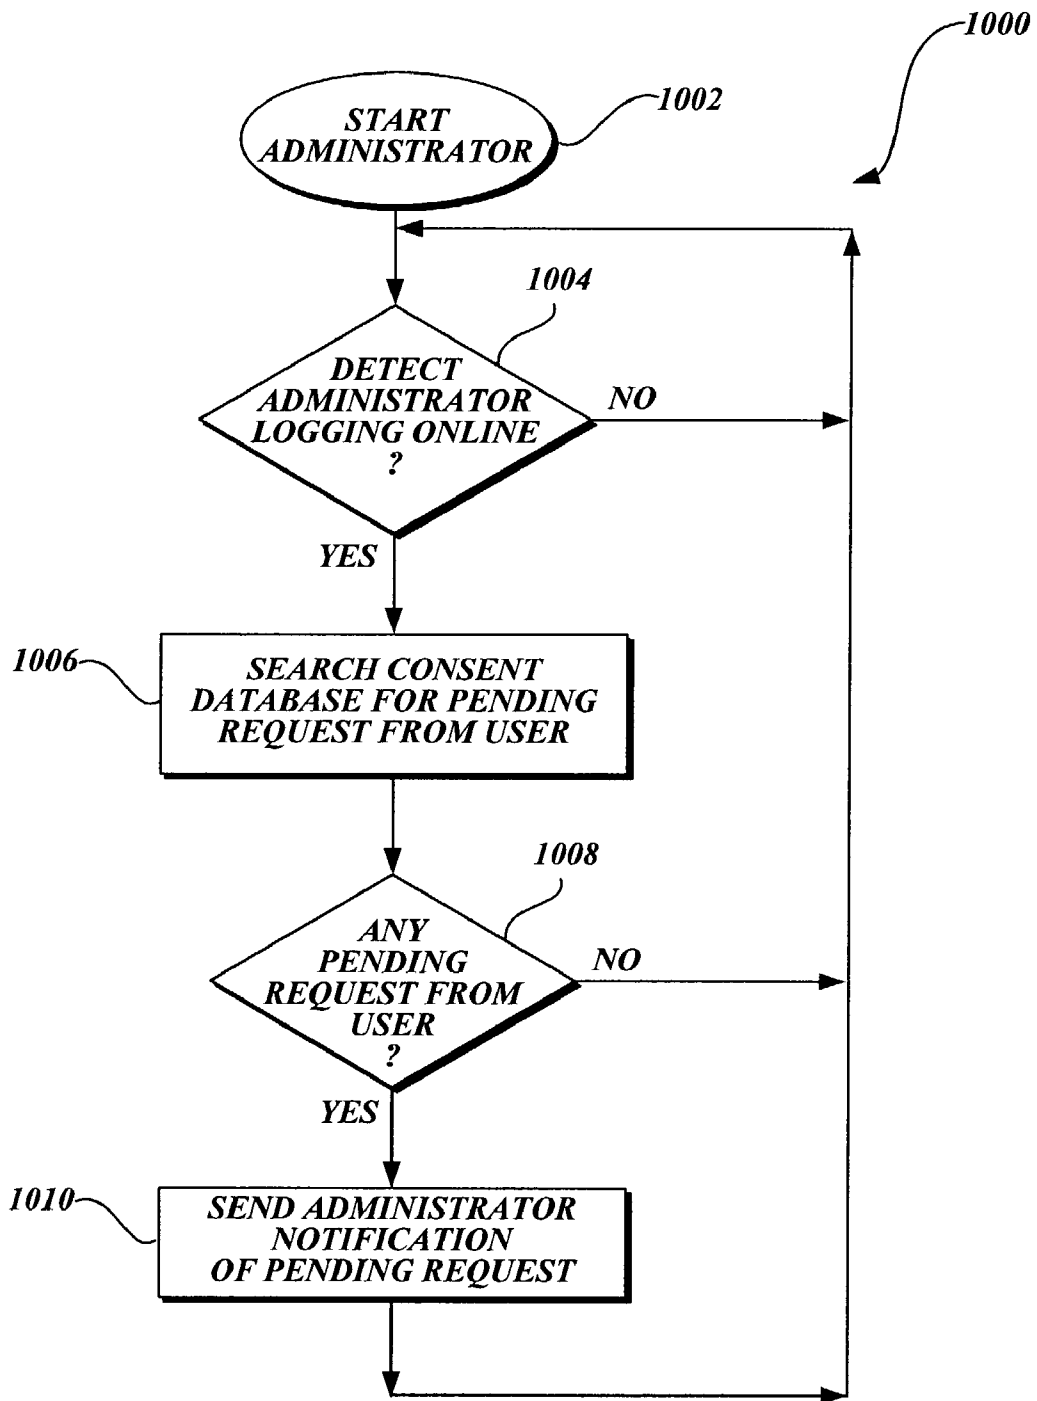 1000
1002
START
ADMINISTRATOR
1004
DETECT
ADMINISTRATOR
LOGGING ONLINE
?
NO
YES
1006
SEARCH CONSENT
DATABASE FOR PENDING
REQUEST FROM USER
1008
ANY
PENDING
REQUEST FROM
USER
?
NO
YES
1010
SEND ADMINISTRATOR
NOTIFICATION
OF PENDING REQUEST